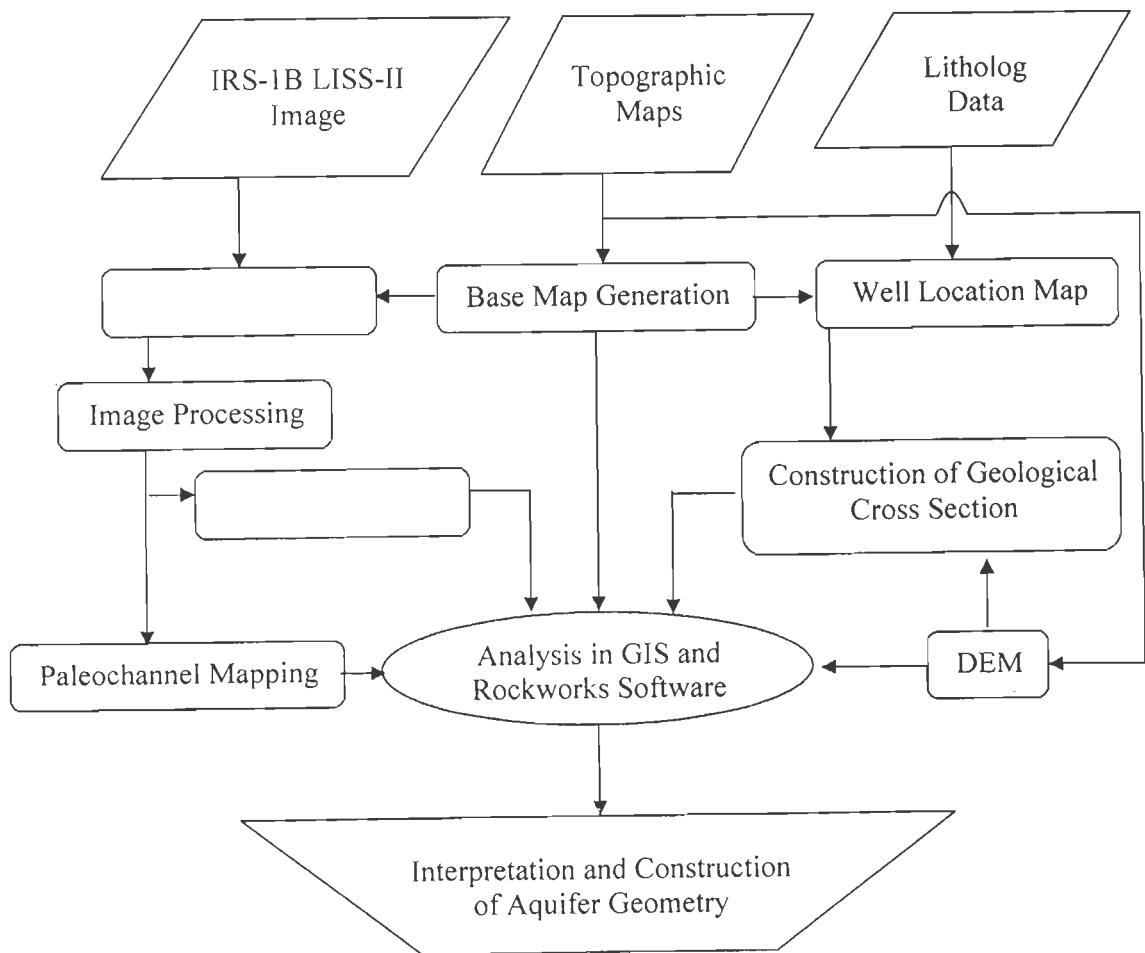 IRS-1B LISS-II
Image
Topographic
Maps
Litholog
Data
Base Map Generation
Well Location Map
Image Processing
Construction of Geological
Cross Section
Paleochannel Mapping
Analysis in GIS and
Rockworks Software
DEM
Interpretation and Construction
of Aquifer Geometry